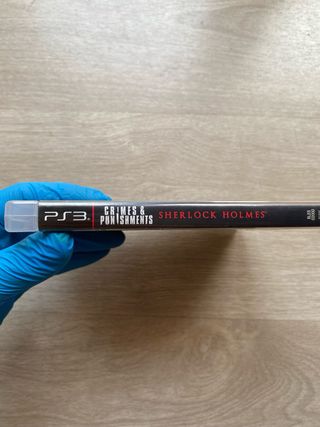 PS3
CRIMES &
PUNISHMENTS
SHERLOCK HOLMES